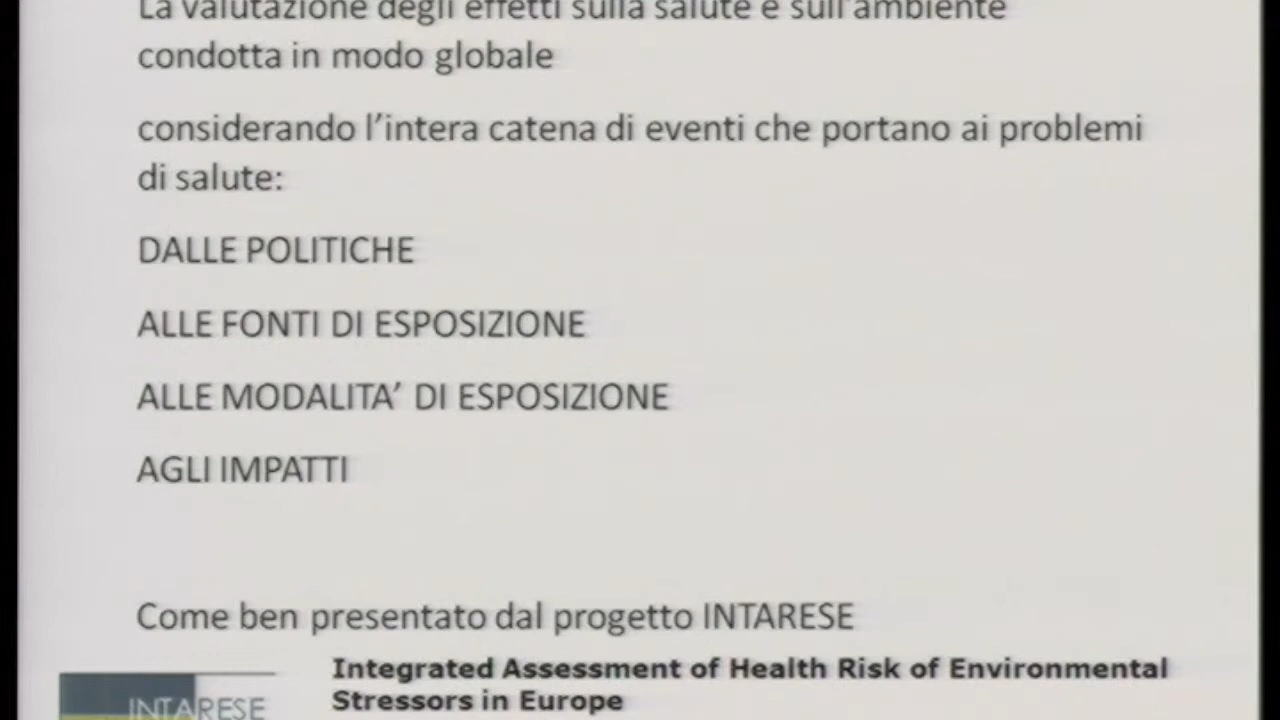 La valutazione degli effetti sulla salute e sull'ambiente
condotta in modo globale
considerando l'intera catena di eventi che portano ai problemi
di salute:
DALLE POLITICHE
ALLE FONTI DI ESPOSIZIONE
ALLE MODALITA' DI ESPOSIZIONE
AGLI IMPATTI
Come ben presentato dal progetto INTARESE
Integrated Assessment of Health Risk of Environmental
Stressors in Europe
INTARESE